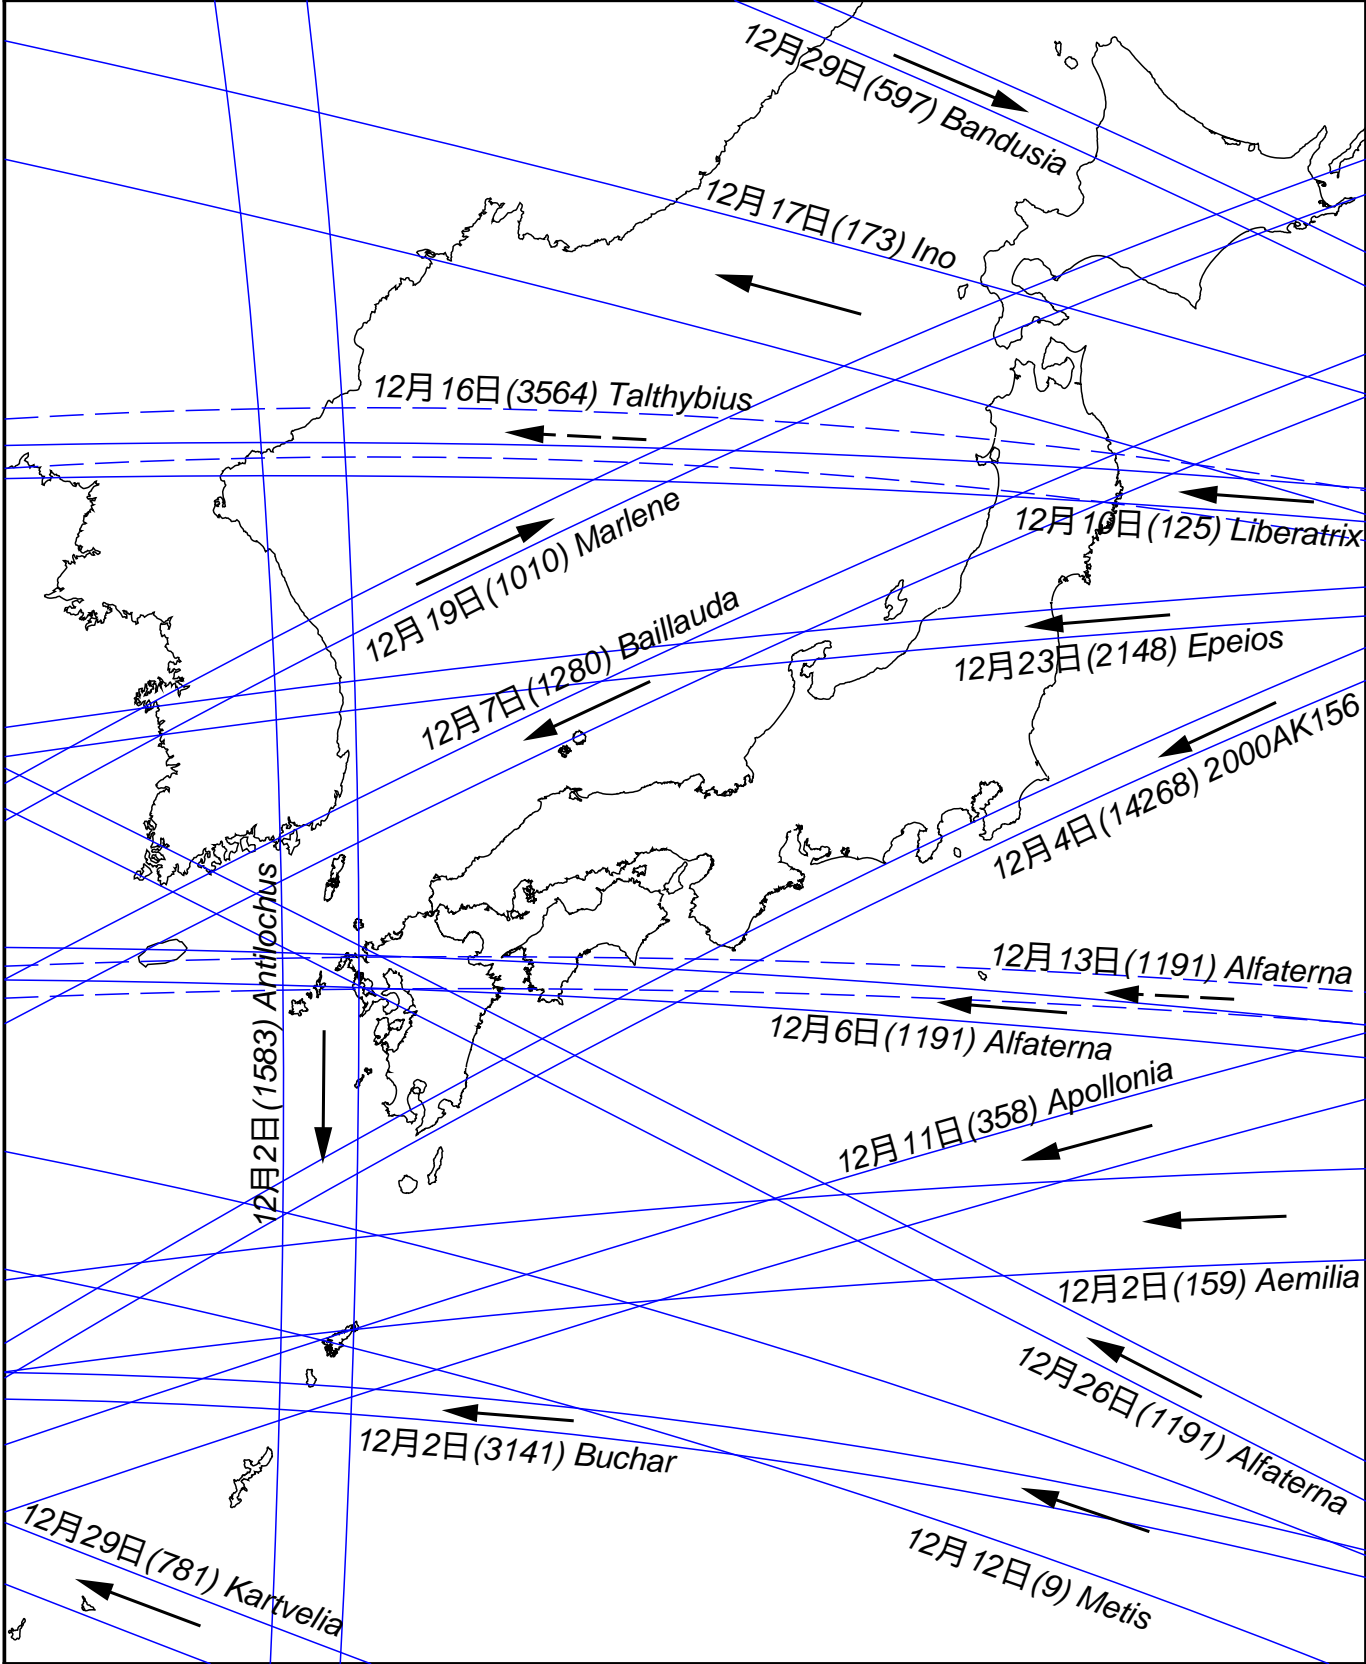 12月29日(597) Bandusia
12月17日(173) Ino
12月16日(3564) Talthybius
12月10日(125) Liberatrix
12月19日(1010) Marlene
12月7日(1280) Baillauda
12月23日(2148) Epeios
12月4日(14268) 2000AK156
12月2日(1583) Antilochus
12月13日(1191) Alfaterna
12月6日(1191) Alfaterna
12月11日(358) Apollonia
12月2日(159) Aemilia
12月26日(1191) Alfaterna
12月2日(3141) Buchar
12月12日(9) Metis
12月29日(781) Kartvelia